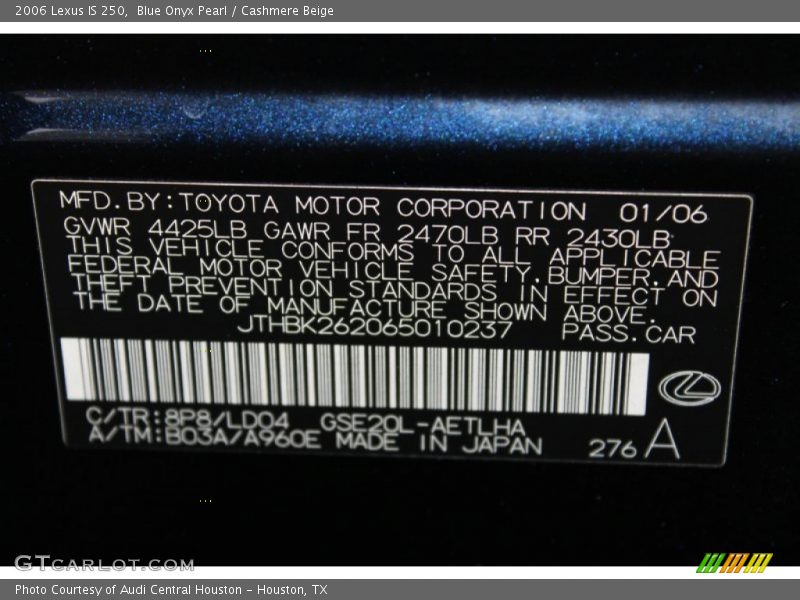 2006 Lexus IS 250,  Blue Onyx Pearl / Cashmere Beige
MFD.BY:TOYOTA MOTOR CORPORATION 01/06
GVWR 4425LB GAWR FR 2470LB RR 2430LB
THIS VEHICLE CONFORMS TO ALL APPLICABLE
FEDERAL MOTOR VEHICLE SAFETY,BUMPER,AND
THEFT PREVENTION STANDARDS IN EFFECT ON
THE DATE OF MANUFACTURE SHOWN ABOVE.
JTHBK262065010237 PASS.CAR
C/TR:8P8/LD04 GSE20L-AETLHA
A/TM:B03A/A960E MADE IN JAPAN 276 A
GTCARLOT.COM
Photo Courtesy of Audi Central Houston - Houston, TX